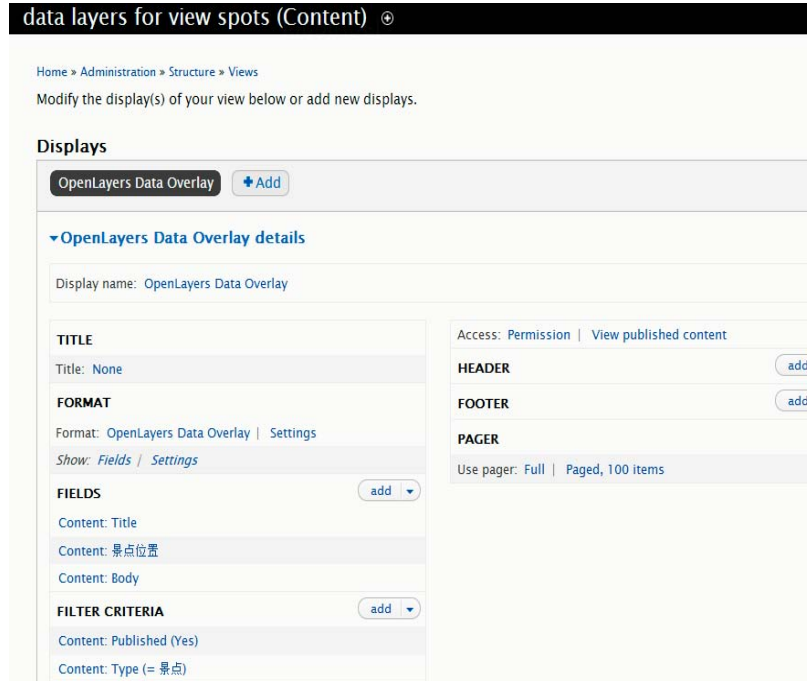 data layers for view spots (Content)
Home » Administration » Structure » Views
Modify the display(s) of your view below or add new displays.
Displays
OpenLayers Data Overlay
+Add
OpenLayers Data Overlay details
Display name: OpenLayers Data Overlay
TITLE
Title: None
FORMAT
Format: OpenLayers Data Overlay | Settings
Show: Fields | Settings
FIELDS add
Content: Title
Content: 景点位置
Content: Body
FILTER CRITERIA add
Content: Published (Yes)
Content: Type (= 景点)
Access: Permission | View published content
HEADER add
FOOTER add
PAGER
Use pager: Full | Paged, 100 items